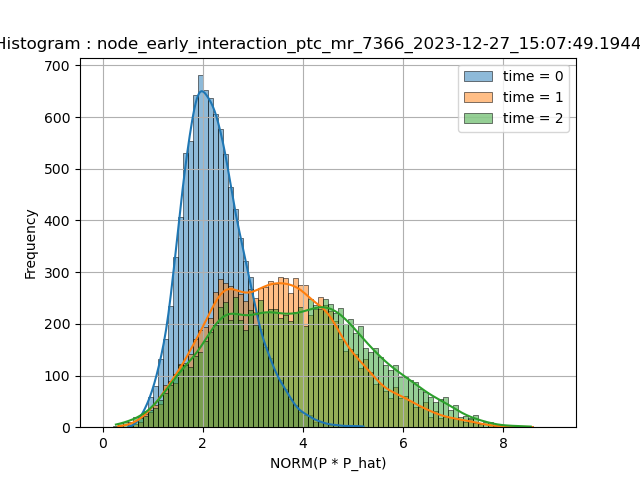 Histogram : node_early_interaction_ptc_mr_7366_2023-12-27_15:07:49.1944
700
600
500
400
300
200
100
0
Frequency
time = 0
time = 1
time = 2
0 2 4 6 8
NORM(P * P_hat)